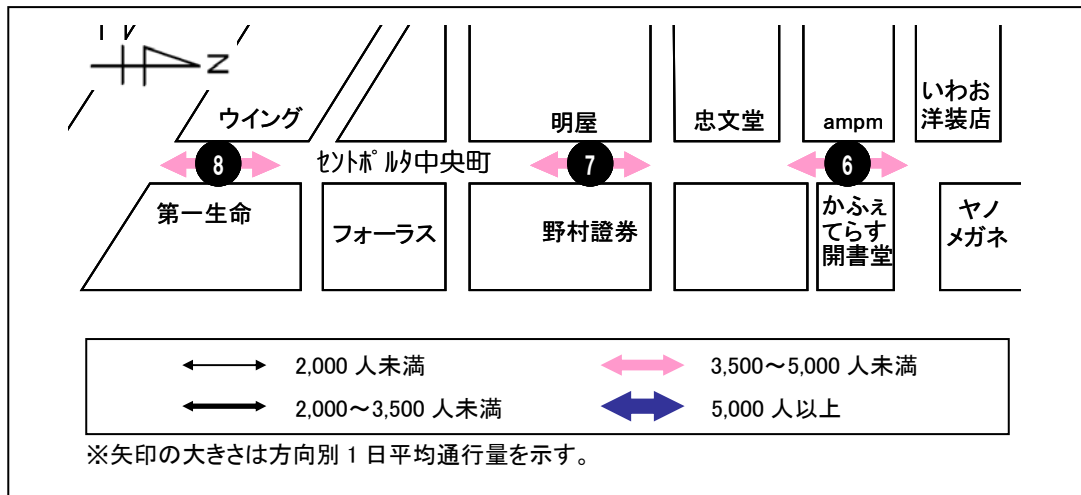 N
ウイング
明屋
忠文堂
ampm
いわお
洋装店
8
セントポルタ中央町
7
6
第一生命
フォーラス
野村證券
かふぇ
てらす
開書堂
ヤノ
メガネ
2,000 人未満
3,500～5,000 人未満
2,000～3,500 人未満
5,000 人以上
※矢印の大きさは方向別 1 日平均通行量を示す。